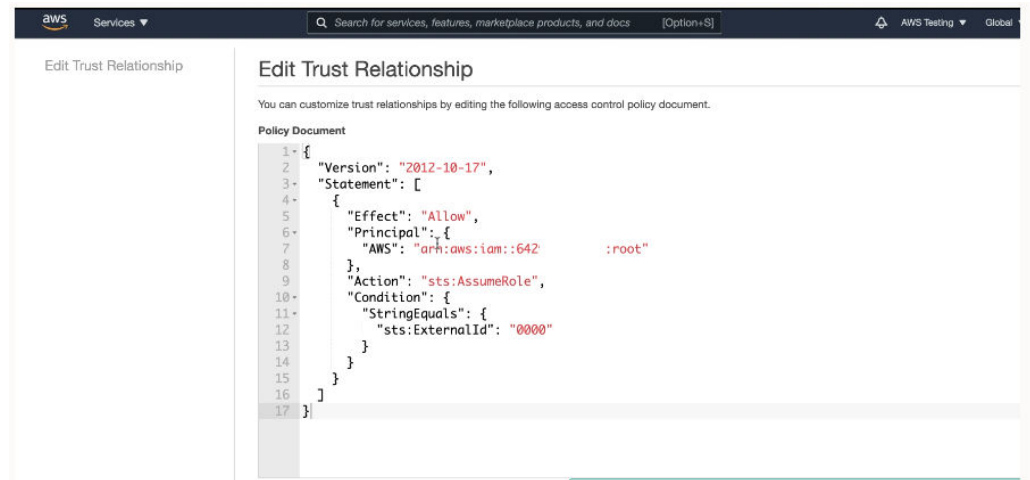 aws Services ▼ Search for services, features, marketplace products, and docs [Option+S] AWS Testing ▼ Global
Edit Trust Relationship
Edit Trust Relationship
You can customize trust relationships by editing the following access control policy document.
Policy Document
1 {
2 "Version": "2012-10-17",
3 "Statement": [
4 {
5 "Effect": "Allow",
6 "Principal": {
7 "AWS": "arn:aws:iam::642 :root"
8 },
9 "Action": "sts:AssumeRole",
10 "Condition": {
11 "StringEquals": {
12 "sts:ExternalId": "0000"
13 }
14 }
15 }
16 ]
17 }